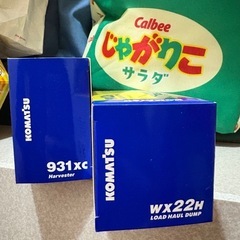 Calbee
じゃがりこ
サラダ
KOMATSU
931XC
Harvester
KOMATSU
WX22H
LOAD HAUL DUMP